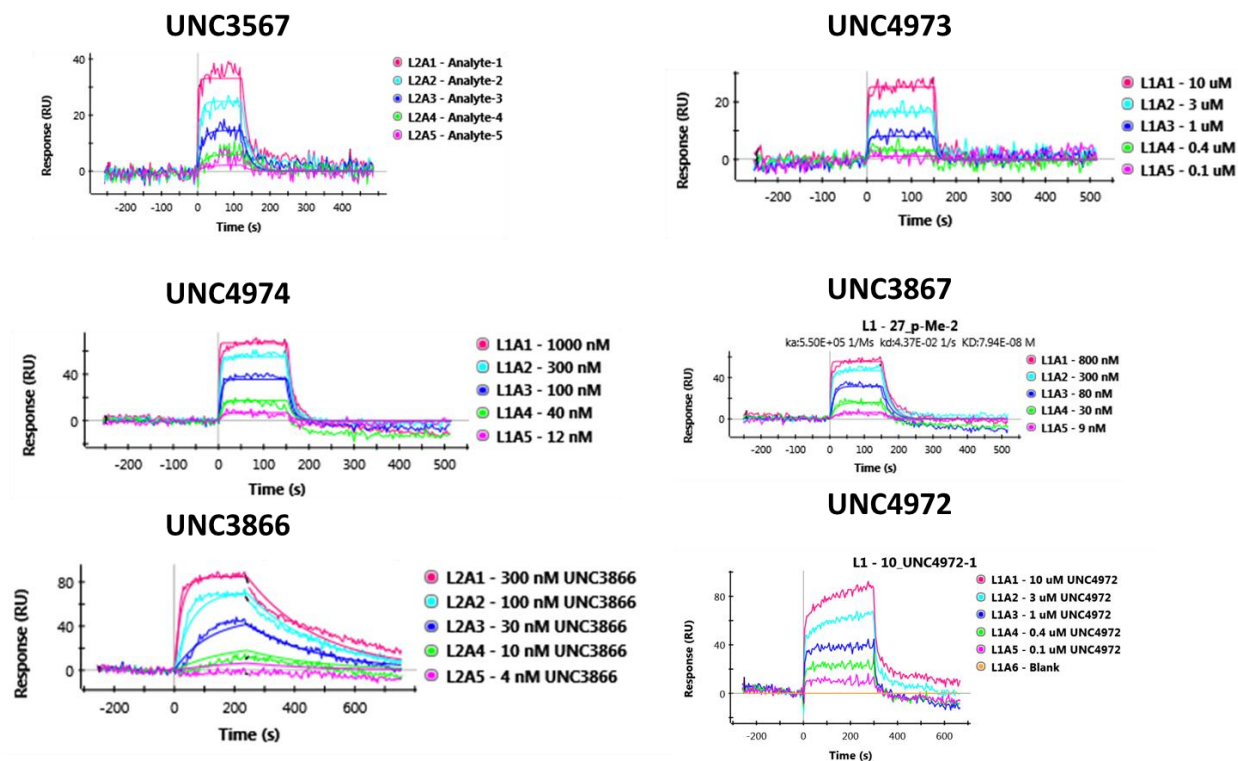 UNC3567
40
20
0
Response (RU)
-200 -100 0 100 200 300 400
Time (s)
L2A1 - Analyte-1
L2A2 - Analyte-2
L2A3 - Analyte-3
L2A4 - Analyte-4
L2A5 - Analyte-5
UNC4973
20
0
Response (RU)
-200 -100 0 100 200 300 400 500
Time (s)
L1A1 - 10 uM
L1A2 - 3 uM
L1A3 - 1 uM
L1A4 - 0.4 uM
L1A5 - 0.1 uM
UNC4974
40
0
Response (RU)
-200 -100 0 100 200 300 400 500
Time (s)
L1A1 - 1000 nM
L1A2 - 300 nM
L1A3 - 100 nM
L1A4 - 40 nM
L1A5 - 12 nM
UNC3867
L1 - 27_p-Me-2
ka:5.50E+05 1/Ms kd:4.37E-02 1/s KD:7.94E-08 M
40
0
Response (RU)
-200 -100 0 100 200 300 400 500
Time (s)
L1A1 - 800 nM
L1A2 - 300 nM
L1A3 - 80 nM
L1A4 - 30 nM
L1A5 - 9 nM
UNC3866
80
40
0
Response (RU)
-200 0 200 400 600
Time (s)
L2A1 - 300 nM UNC3866
L2A2 - 100 nM UNC3866
L2A3 - 30 nM UNC3866
L2A4 - 10 nM UNC3866
L2A5 - 4 nM UNC3866
UNC4972
L1 - 10_UNC4972-1
80
40
0
Response (RU)
-200 0 200 400 600
Time (s)
L1A1 - 10 uM UNC4972
L1A2 - 3 uM UNC4972
L1A3 - 1 uM UNC4972
L1A4 - 0.4 uM UNC4972
L1A5 - 0.1 uM UNC4972
L1A6 - Blank